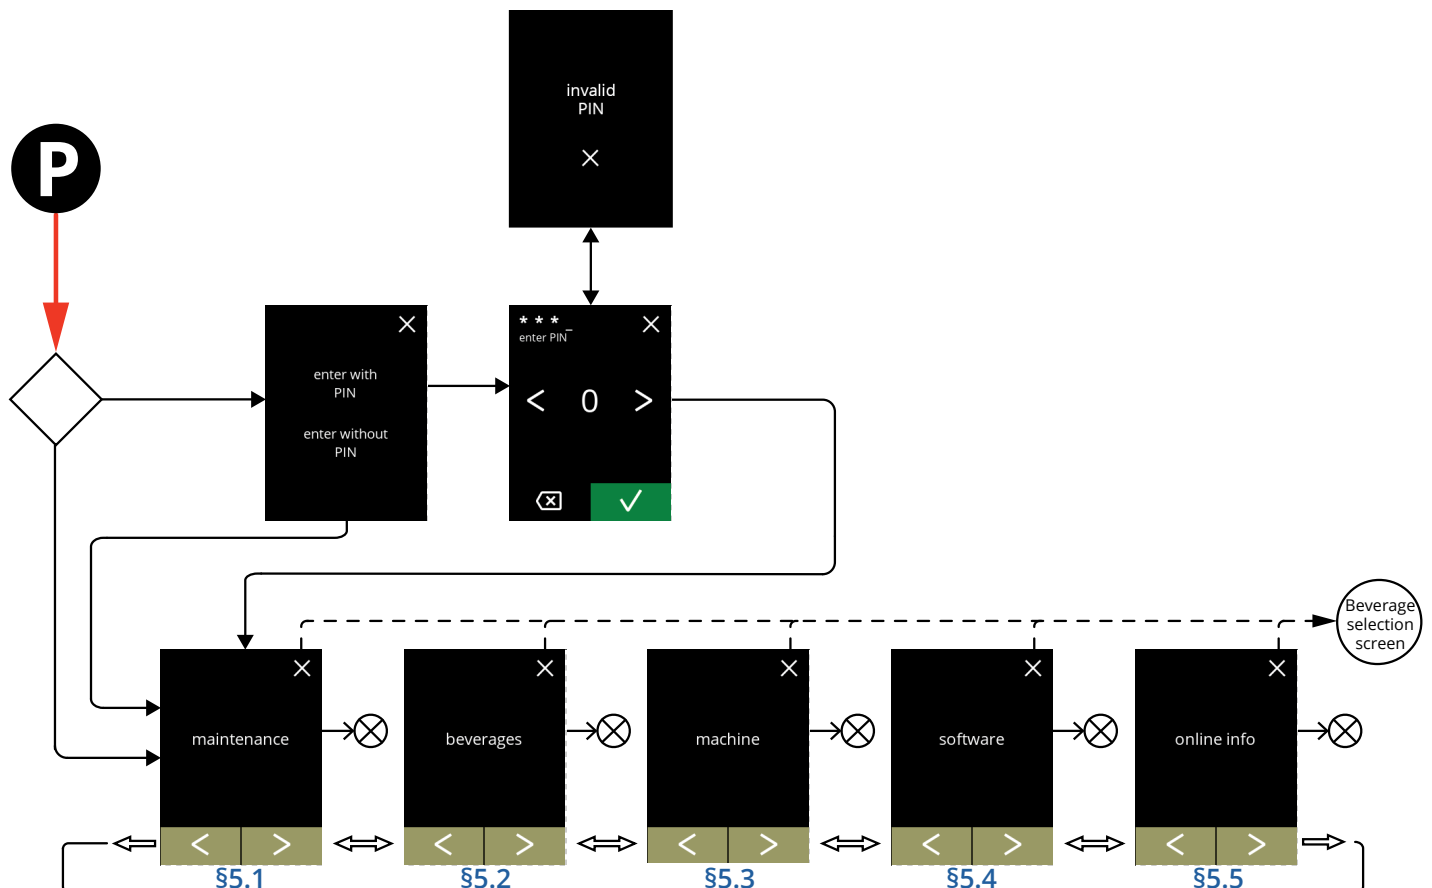 invalid
PIN
P
* * * _
enter PIN
enter with
PIN
< 0 >
enter without
PIN
Beverage
selection
screen
maintenance
beverages
machine
software
online info
< >
< >
< >
< >
< >
§5.1
§5.2
§5.3
§5.4
§5.5